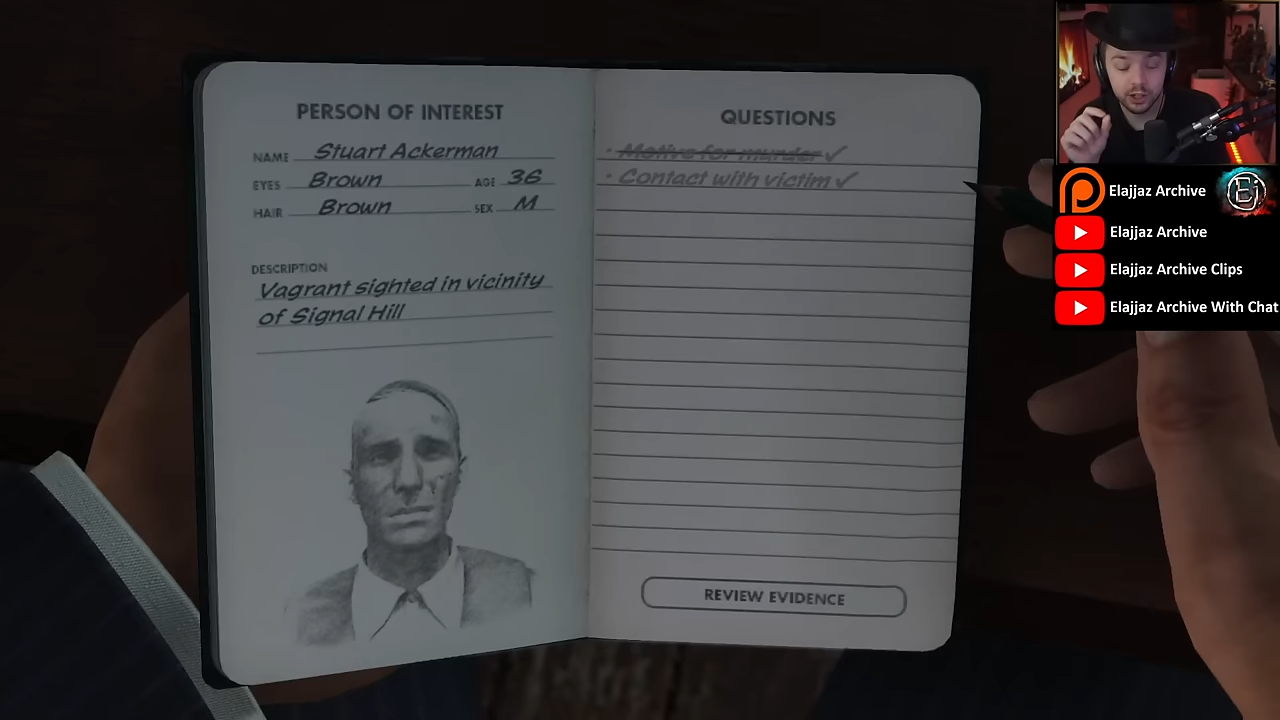 PERSON OF INTEREST
NAME Stuart Ackerman
EYES Brown AGE 36
HAIR Brown SEX M
DESCRIPTION
Vagrant sighted in vicinity
of Signal Hill
QUESTIONS
· Motive for murder ✓
· Contact with victim ✓
REVIEW EVIDENCE
Elajjaz Archive
Ej
Elajjaz Archive
Elajjaz Archive Clips
Elajjaz Archive With Chat